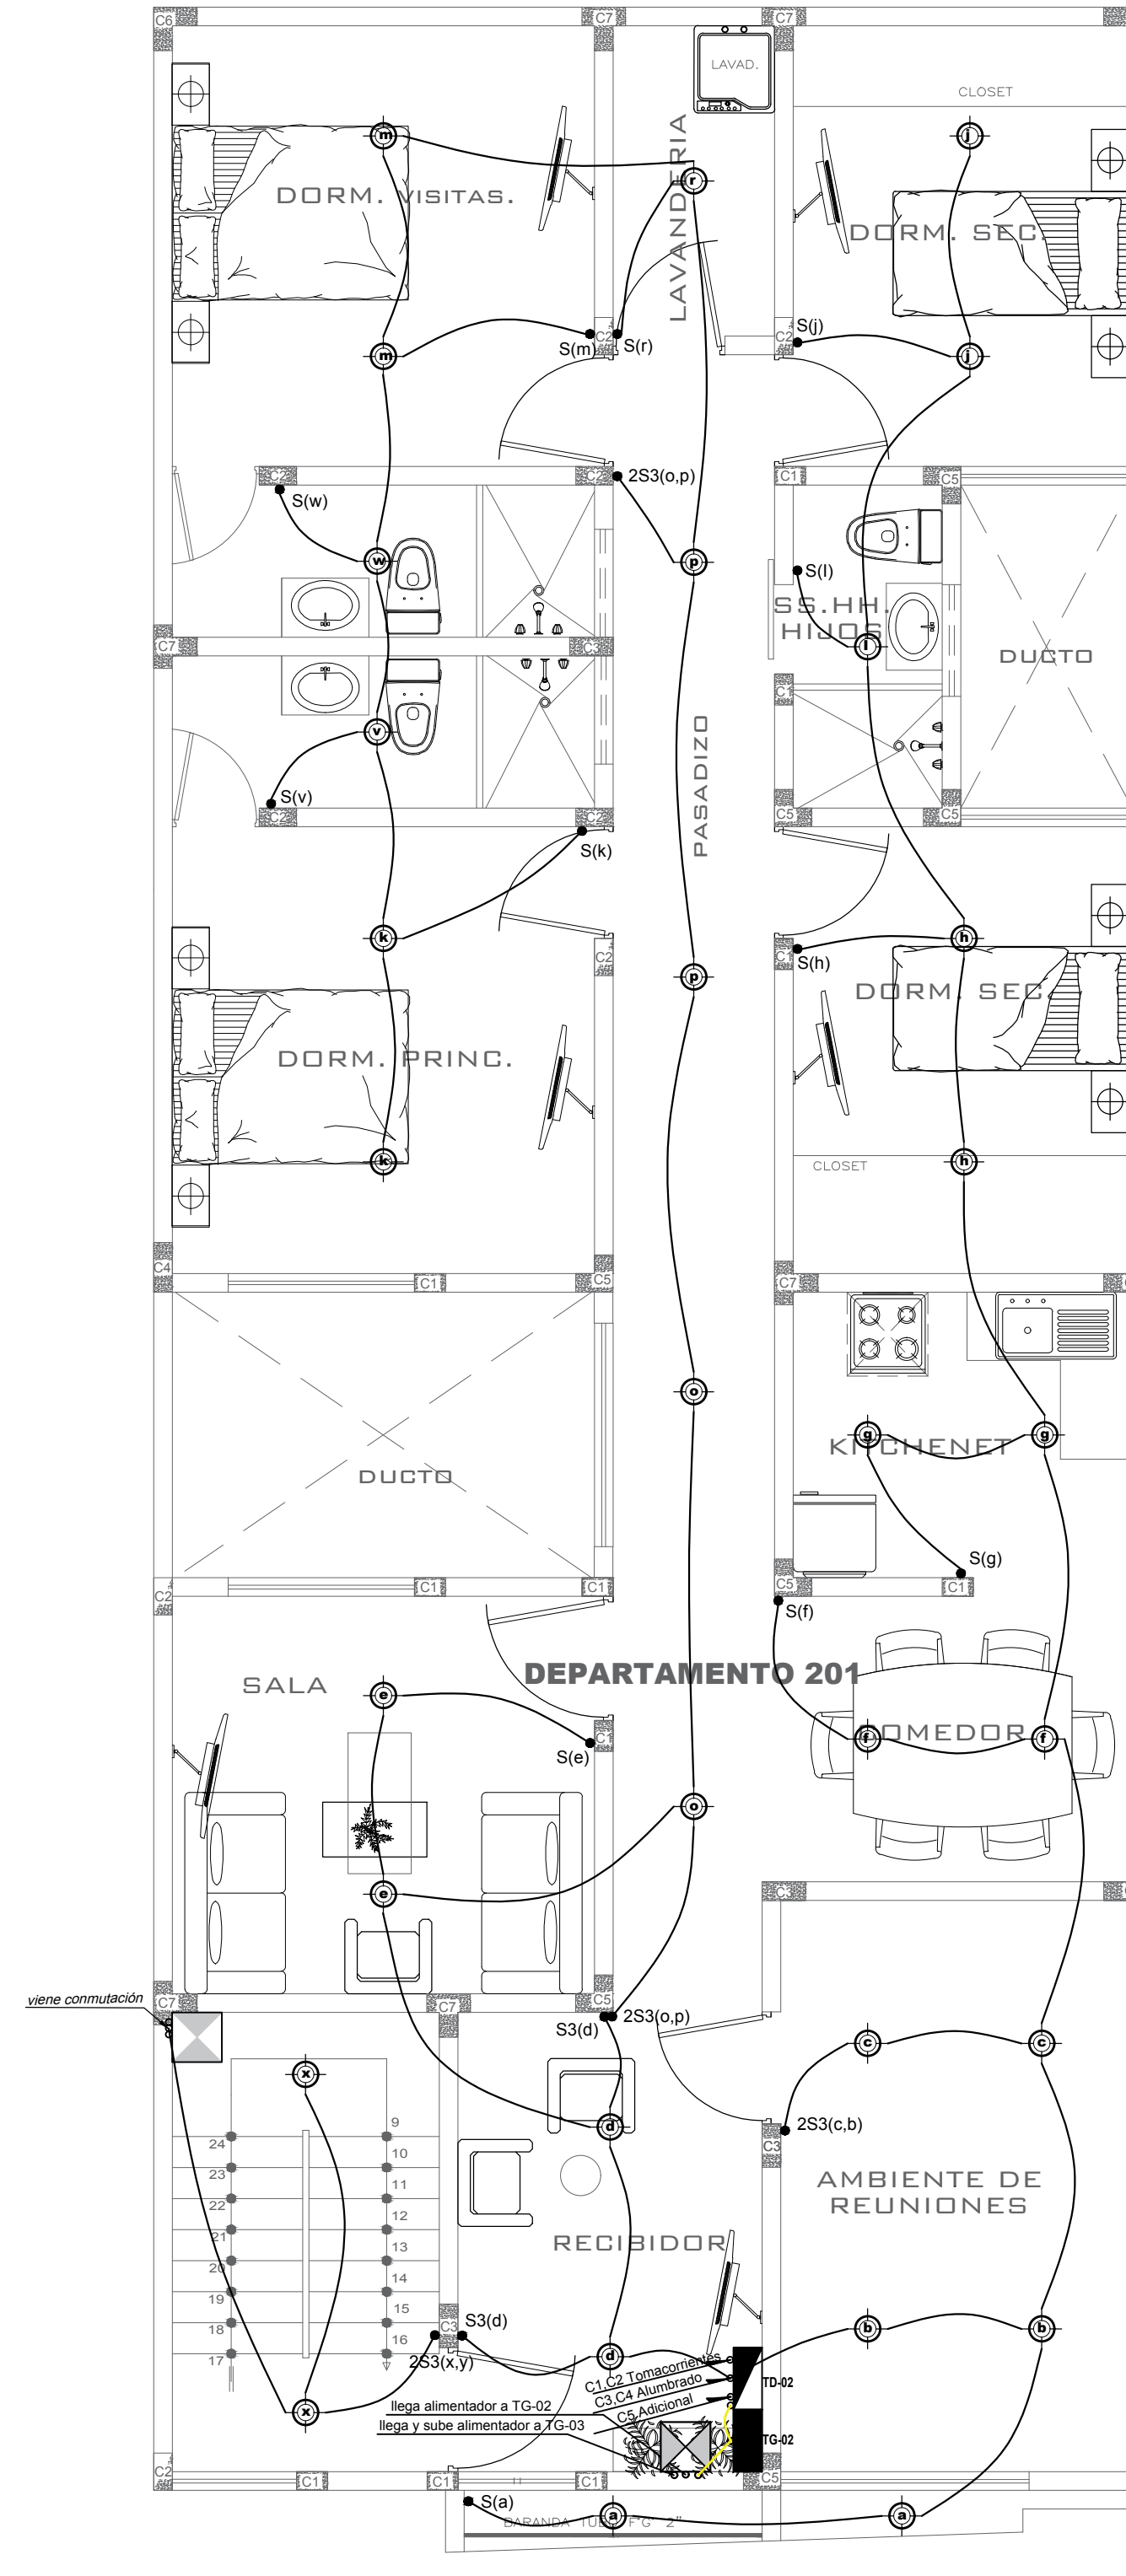 C6
C7
C7
LAVAD.
CLOSET
m
j
r
DORM. VISITAS.
LAVANDERIA
DORM. SEC.
S(m)
C2
S(r)
S(j)
C2
m
j
C2
S(w)
C2
2S3(o,p)
C1
C5
w
p
S(l)
SS.HH.
HIJOS
l
DUCTO
C7
C3
C1
v
PASADIZO
S(v)
C2
C2
C5
C5
S(k)
k
h
C2
C1
S(h)
p
DORM. SEC.
DORM. PRINC.
k
h
CLOSET
C4
C1
C5
C7
o
g
g
KITCHENET
DUCTO
C2
C1
C1
S(g)
C5
C1
S(f)
DEPARTAMENTO 201
SALA
e
S(e)
C1
f
COMEDOR
f
o
e
C3
viene conmutación
C7
C7
C5
S3(d)
2S3(o,p)
x
c
c
d
9
2S3(c,b)
24
10
C3
23
11
AMBIENTE DE
REUNIONES
22
12
21
13
RECIBIDOR
20
14
19
15
18
16
17
C3
S3(d)
2S3(x,y)
b
b
d
C1,C2 Tomacorrientes
C3,C4 Alumbrado
C5 Adicional
TD-02
llega alimentador a TG-02
llega y sube alimentador a TG-03
x
TG-02
C2
C1
C1
C1
C5
S(a)
a
a
BARANDA TUBO F°G° 2"